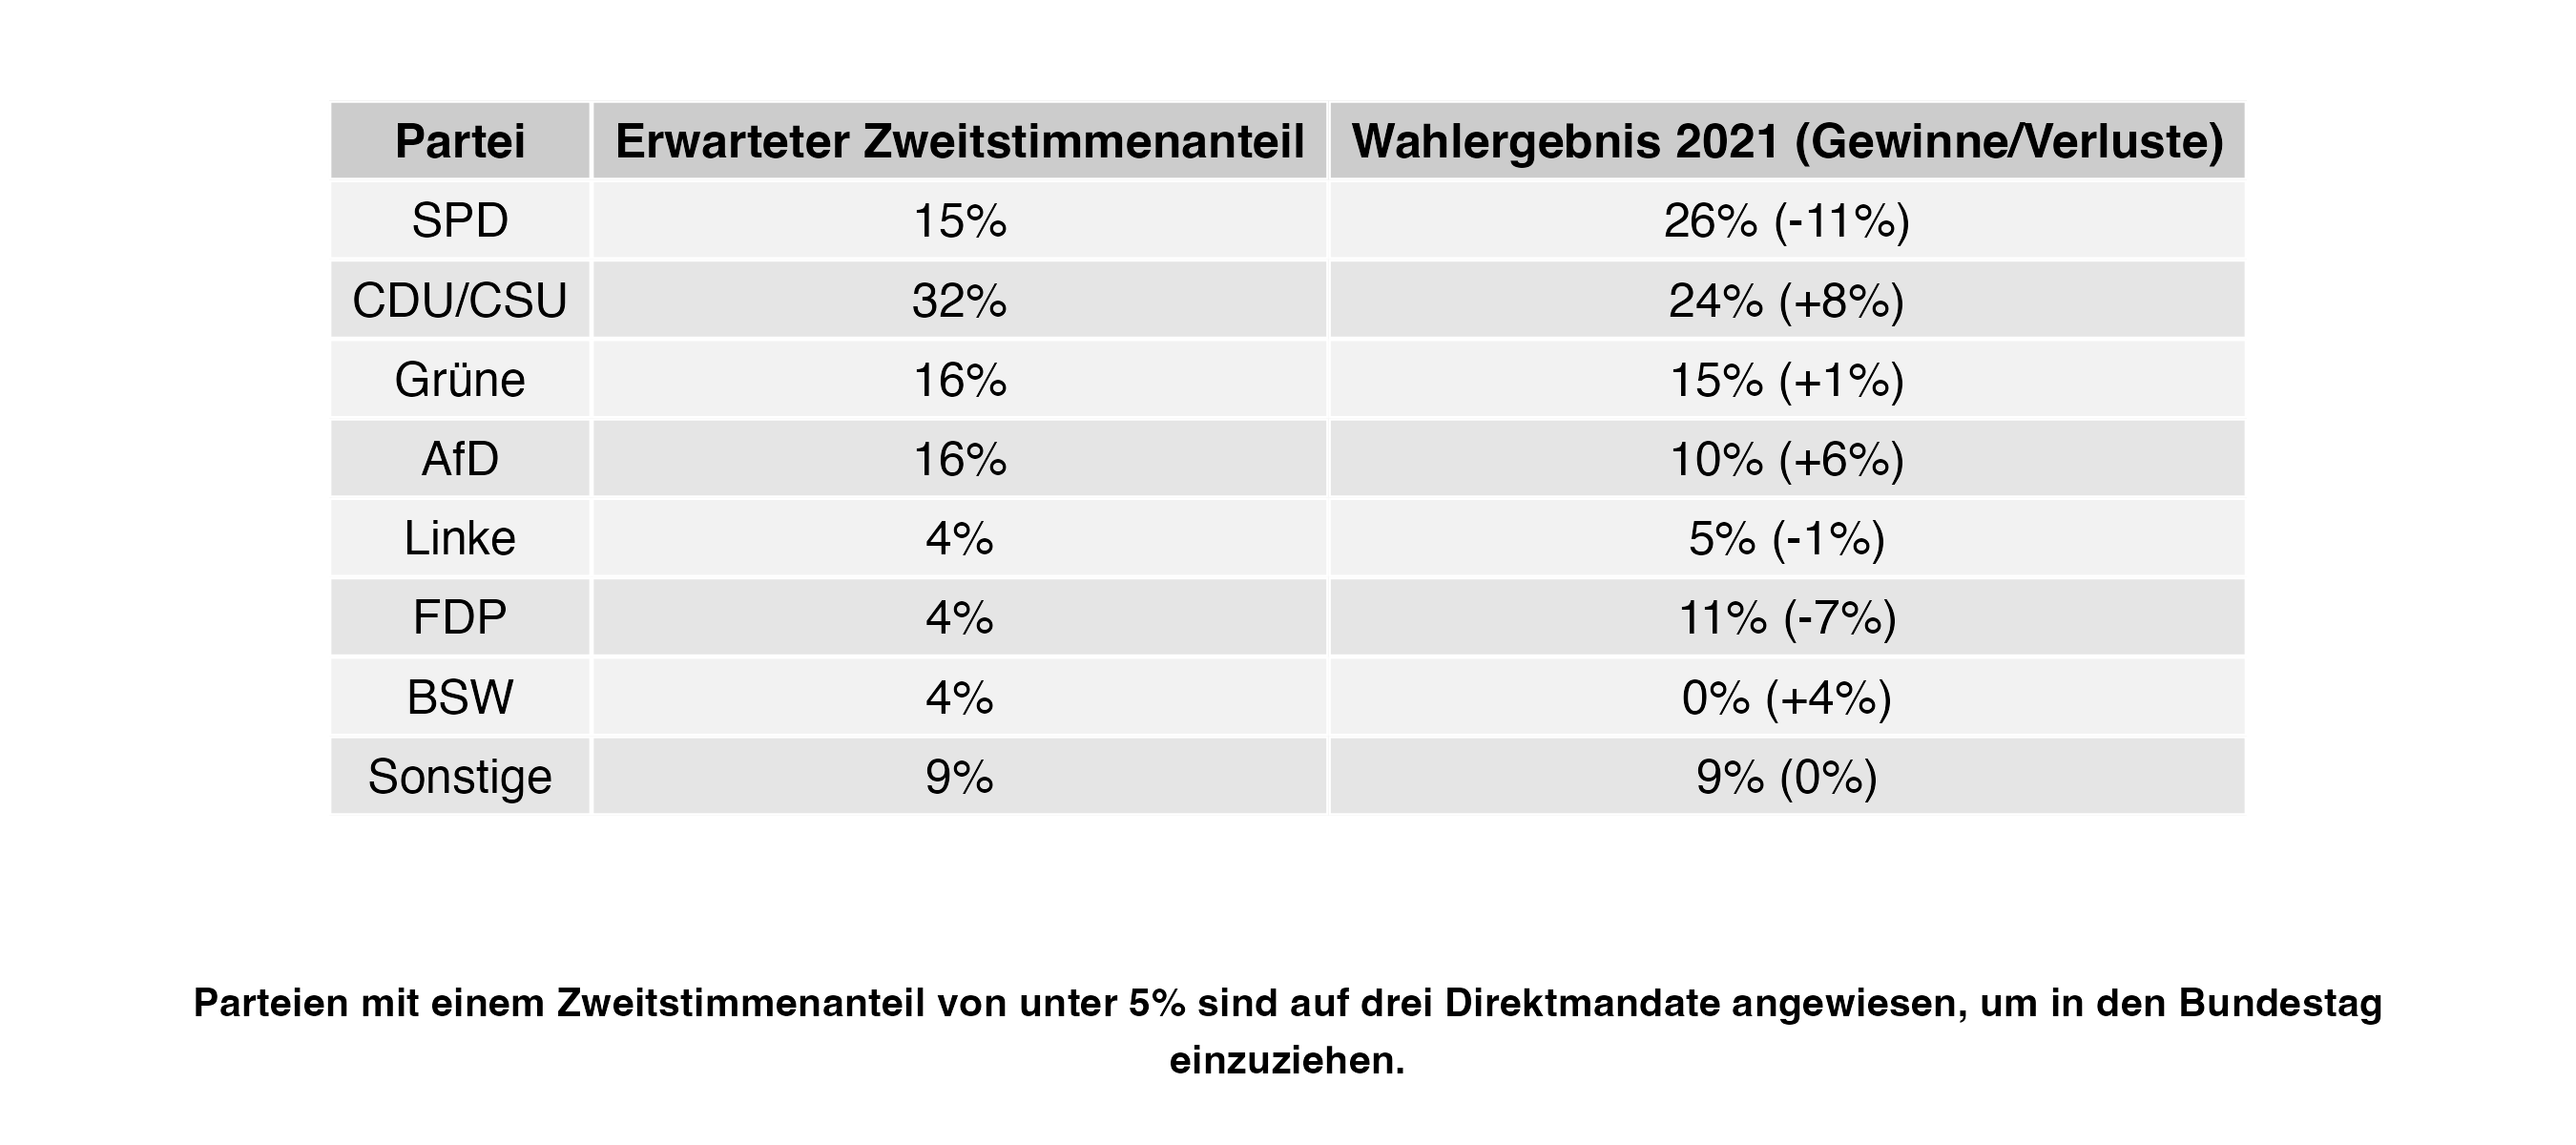 Partei Erwarteter Zweitstimmenanteil Wahlergebnis 2021 (Gewinne/Verluste)
SPD 15% 26% (-11%)
CDU/CSU 32% 24% (+8%)
Grüne 16% 15% (+1%)
AfD 16% 10% (+6%)
Linke 4% 5% (-1%)
FDP 4% 11% (-7%)
BSW 4% 0% (+4%)
Sonstige 9% 9% (0%)
Parteien mit einem Zweitstimmenanteil von unter 5% sind auf drei Direktmandate angewiesen, um in den Bundestag
einzuziehen.